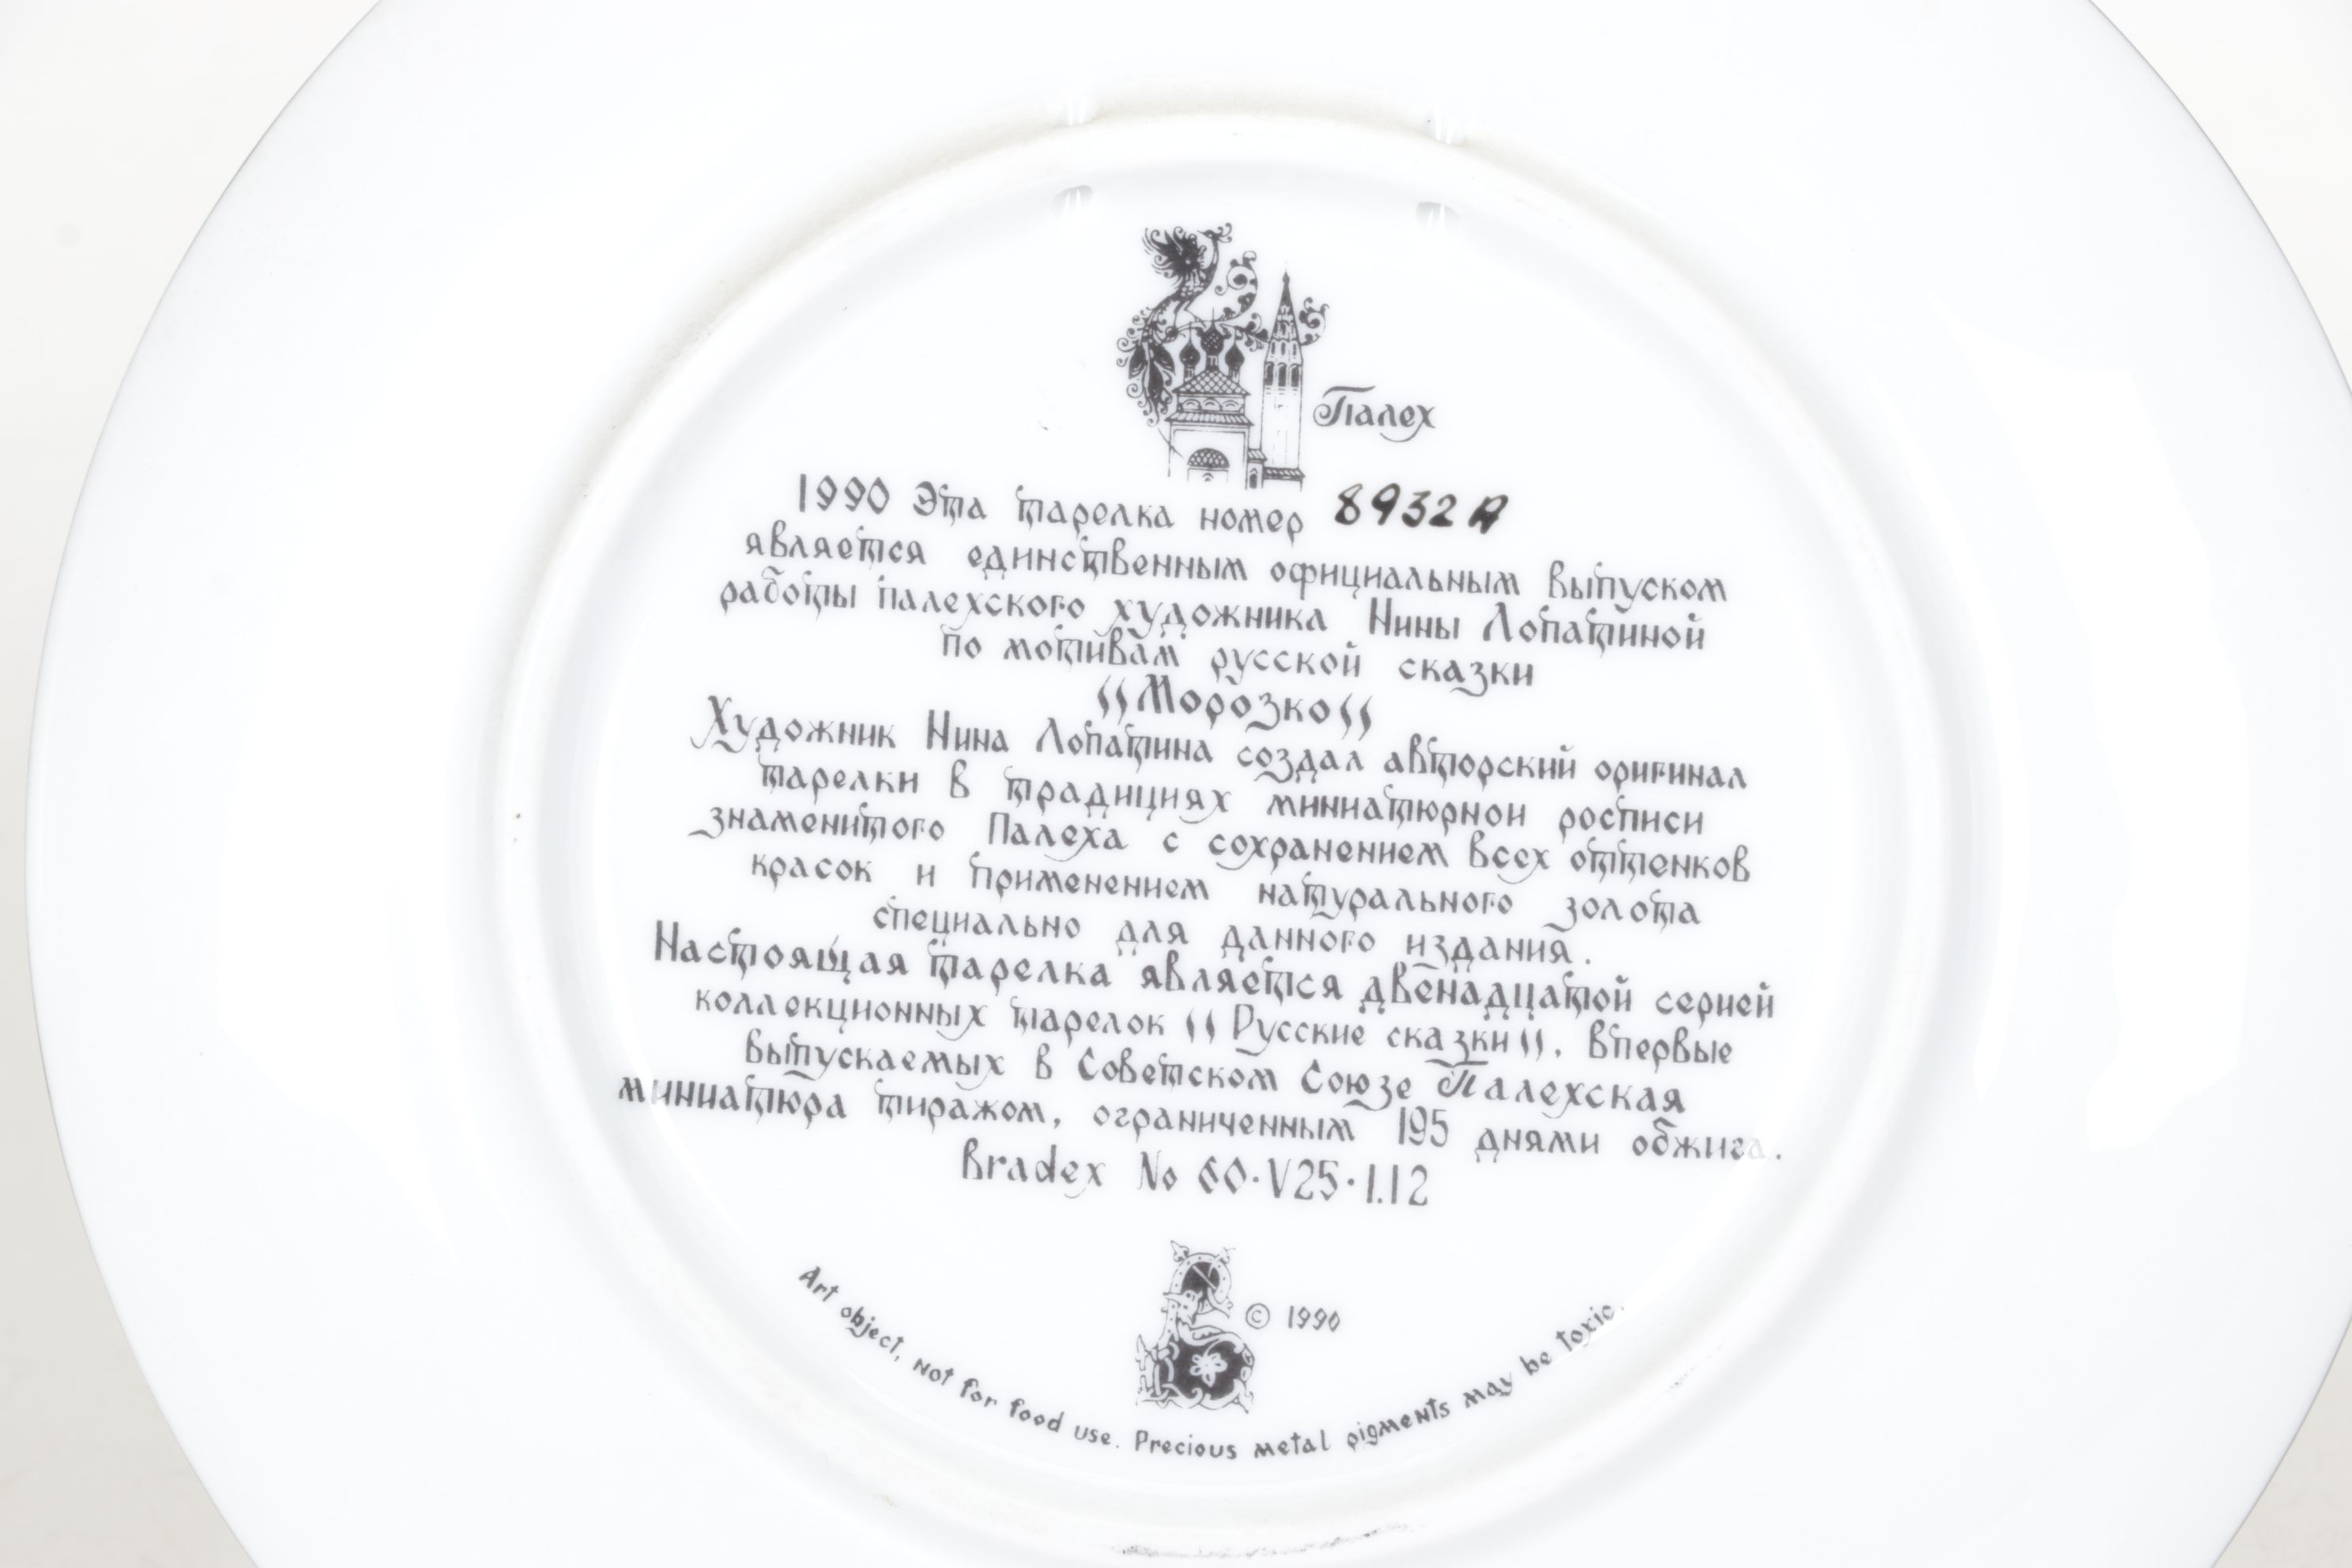 Палех
1990 Эта тарелка номер 8932 A
является единственным официальным выпуском
работы палехского художника Нины Лопатиной
по мотивам русской сказки
"Морозко"
Художник Нина Лопатина создал авторский оригинал
тарелки в традициях миниатюрной росписи
знаменитого Палеха с сохранением всех оттенков
красок и применением натурального золота
специально для данного издания.
Настоящая тарелка является двенадцатой серией
коллекционных тарелок "Русские сказки", впервые
выпускаемых в Советском Союзе Палехская
миниатюра тиражом, ограниченным 195 днями обжига.
Bradex No 60·V25·1.12
© 1990
Art object, not for food use. Precious metal pigments may be toxic.